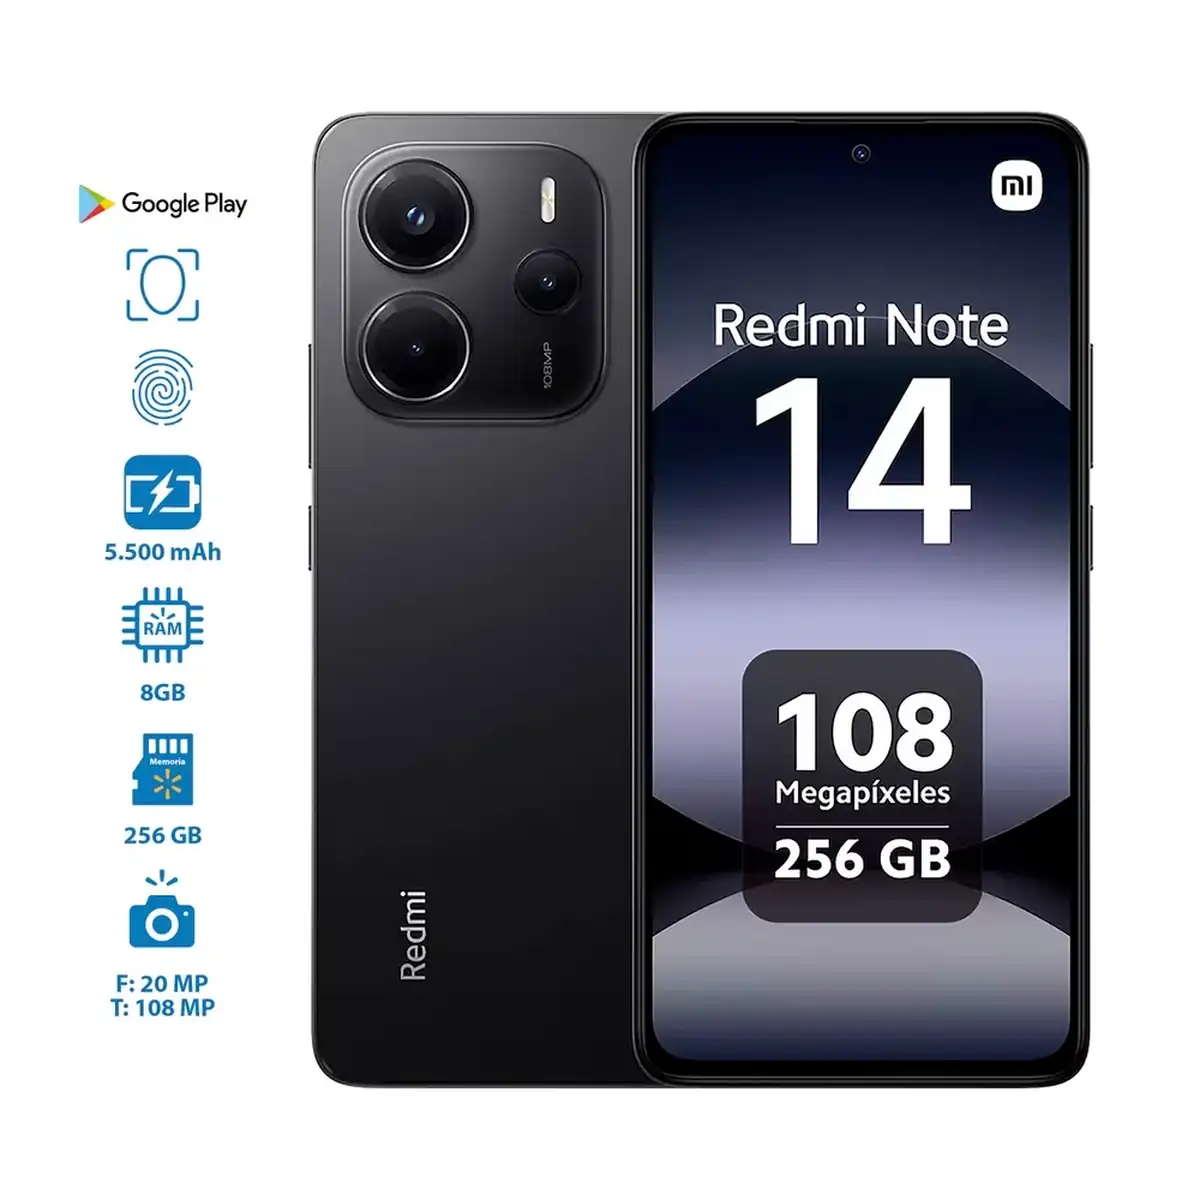 Google Play
5.500 mAh
RAM
8GB
Memoria
256 GB
F: 20 MP
T: 108 MP
108MP
Redmi
mi
Redmi Note
14
108
Megapíxeles
256 GB